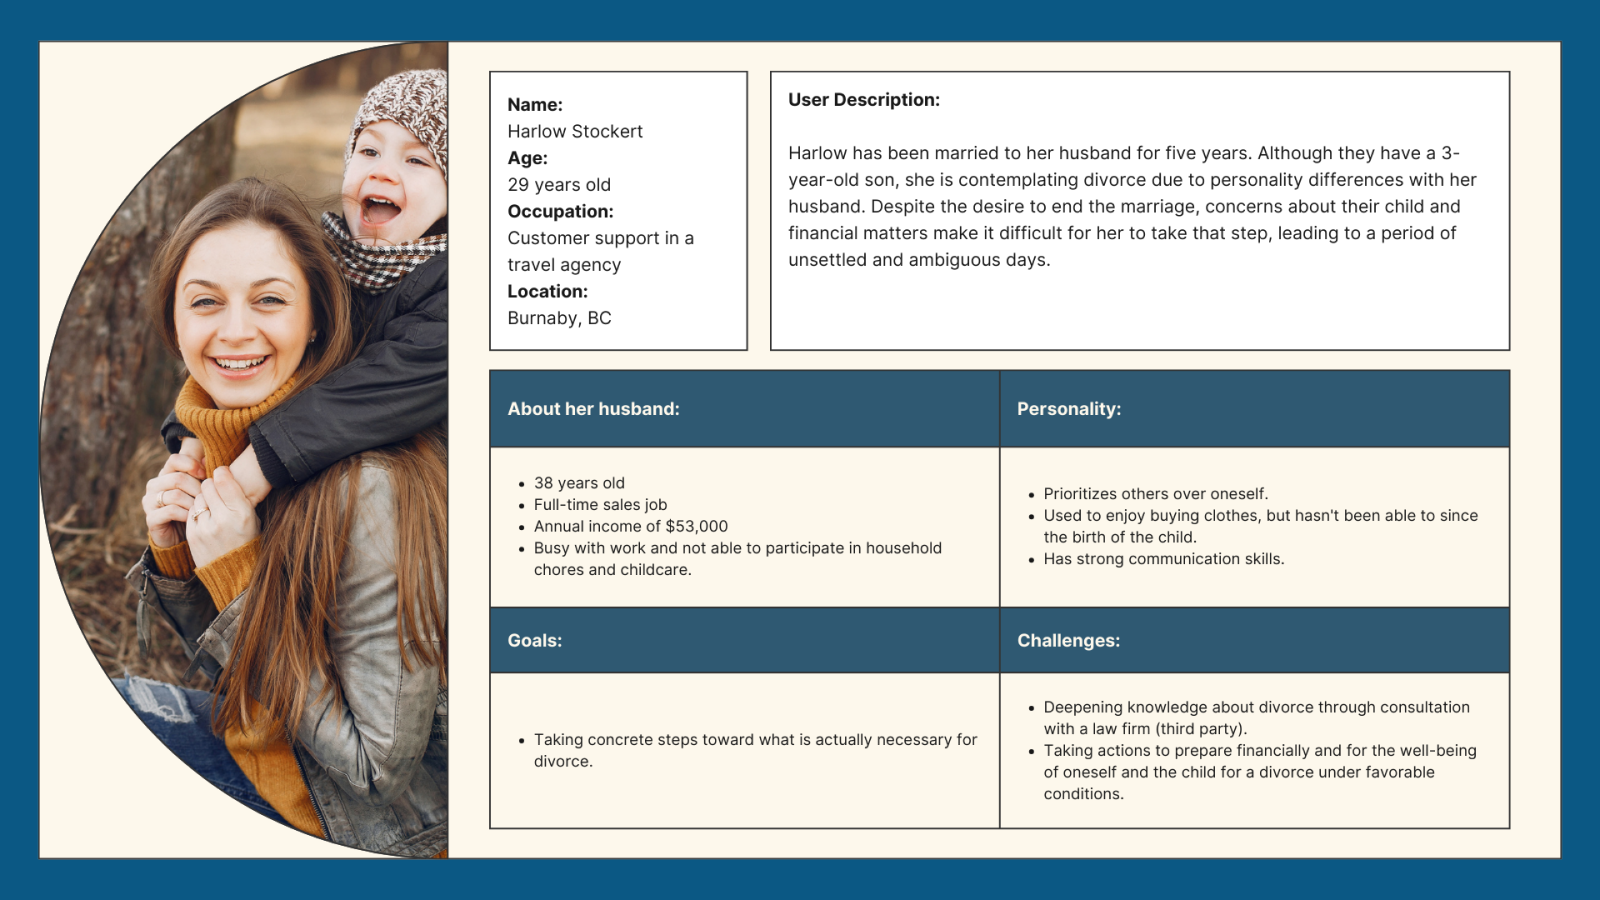 Name:
Harlow Stockert
Age:
29 years old
Occupation:
Customer support in a
travel agency
Location:
Burnaby, BC
User Description:
Harlow has been married to her husband for five years. Although they have a 3-
year-old son, she is contemplating divorce due to personality differences with her
husband. Despite the desire to end the marriage, concerns about their child and
financial matters make it difficult for her to take that step, leading to a period of
unsettled and ambiguous days.
About her husband:
• 38 years old
• Full-time sales job
• Annual income of $53,000
• Busy with work and not able to participate in household
chores and childcare.
Personality:
• Prioritizes others over oneself.
• Used to enjoy buying clothes, but hasn't been able to since
the birth of the child.
• Has strong communication skills.
Goals:
• Taking concrete steps toward what is actually necessary for
divorce.
Challenges:
• Deepening knowledge about divorce through consultation
with a law firm (third party).
• Taking actions to prepare financially and for the well-being
of oneself and the child for a divorce under favorable
conditions.